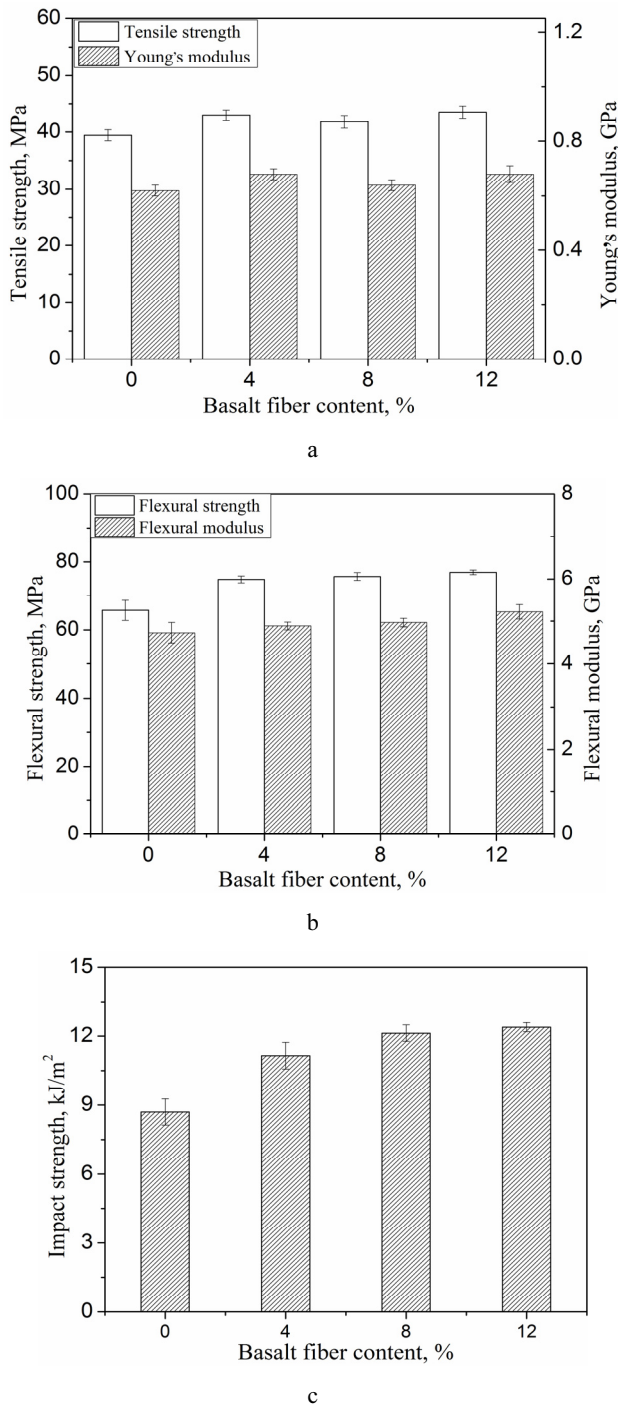 60
50
40
30
20
10
0
Tensile strength, MPa
Tensile strength
Young's modulus
1.2
0.8
0.4
0.0
Young's modulus, GPa
0 4 8 12
Basalt fiber content, %
a
100
80
60
40
20
0
Flexural strength, MPa
Flexural strength
Flexural modulus
8
6
4
2
0
Flexural modulus, GPa
0 4 8 12
Basalt fiber content, %
b
15
12
9
6
3
0
Impact strength, kJ/m²
0 4 8 12
Basalt fiber content, %
c